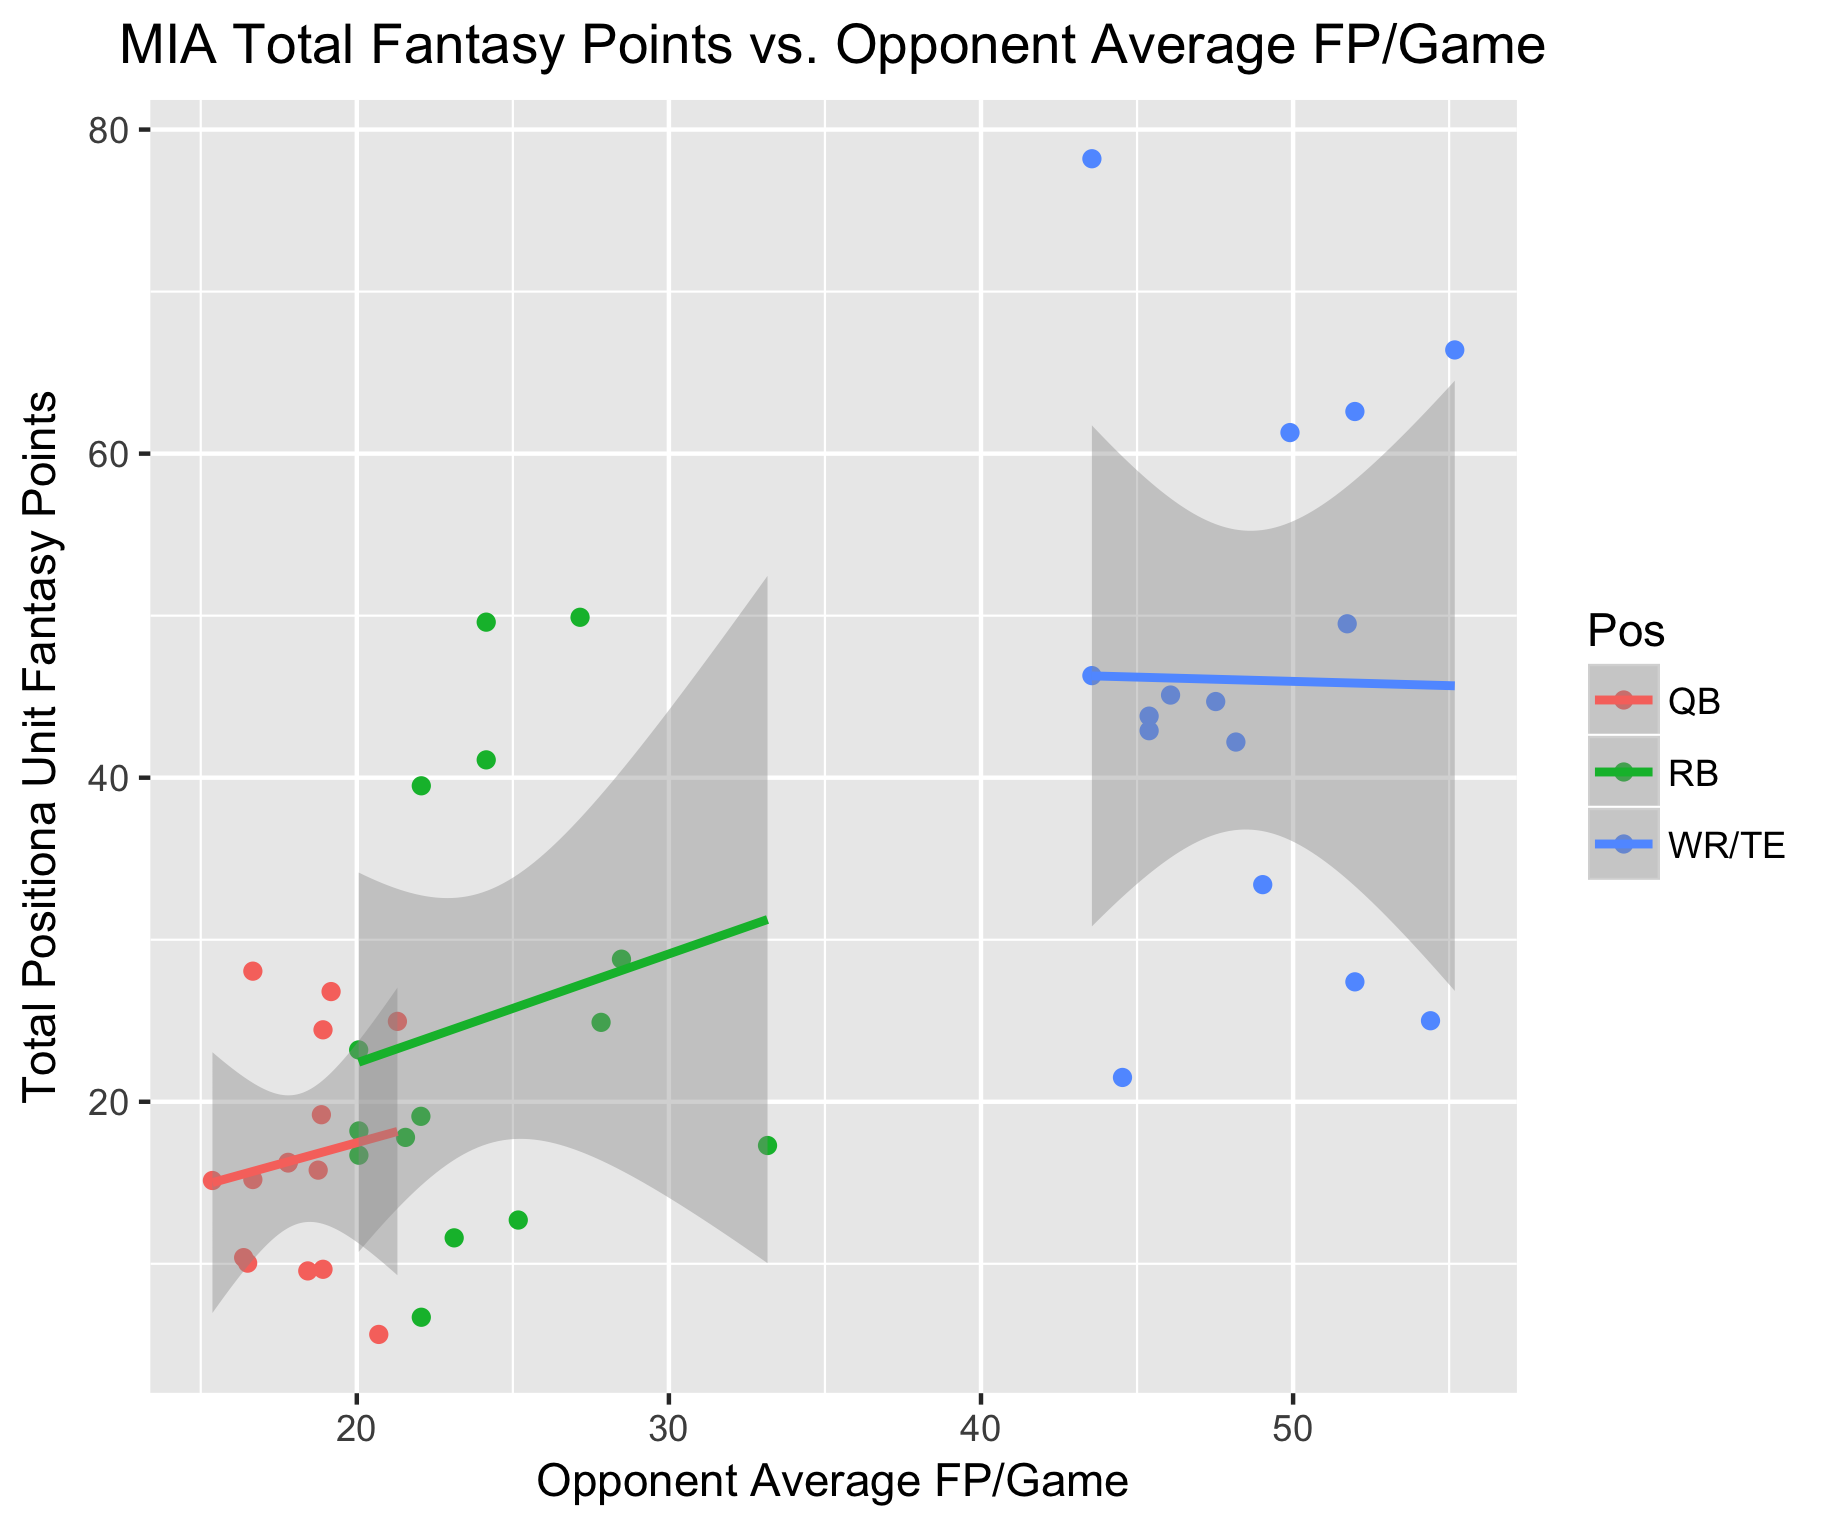 MIA Total Fantasy Points vs. Opponent Average FP/Game
Total Positiona Unit Fantasy Points
80
60
40
20
20
30
40
50
Opponent Average FP/Game
Pos
QB
RB
WR/TE